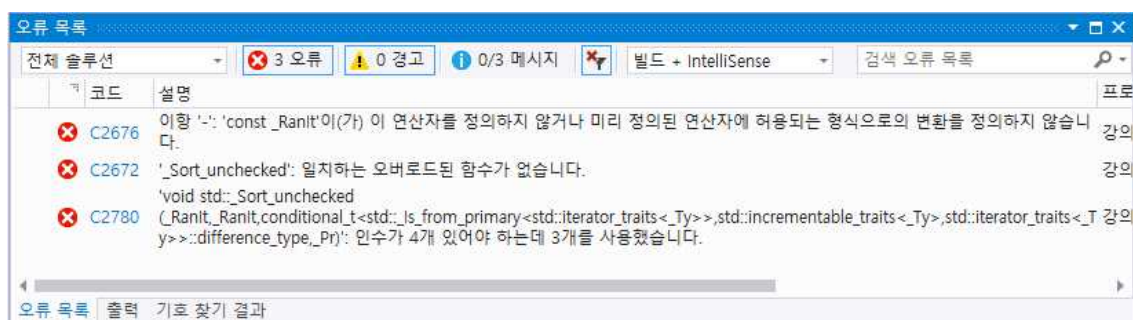 오류 목록
전체 솔루션 3 오류 0 경고 0/3 메시지 빌드 + IntelliSense 검색 오류 목록
코드 설명 프로
C2676 이항 '-': 'const _RanIt'이(가) 이 연산자를 정의하지 않거나 미리 정의된 연산자에 허용되는 형식으로의 변환을 정의하지 않습니 강의
다.
C2672 '_Sort_unchecked': 일치하는 오버로드된 함수가 없습니다. 강의
'void std::_Sort_unchecked
C2780 (_RanIt,_RanIt,conditional_t<std::_Is_from_primary<std::iterator_traits<_Ty>>,std::incrementable_traits<_Ty>,std::iterator_traits<_T 강의
y>>::difference_type,_Pr)': 인수가 4개 있어야 하는데 3개를 사용했습니다.
오류 목록 출력 기호 찾기 결과